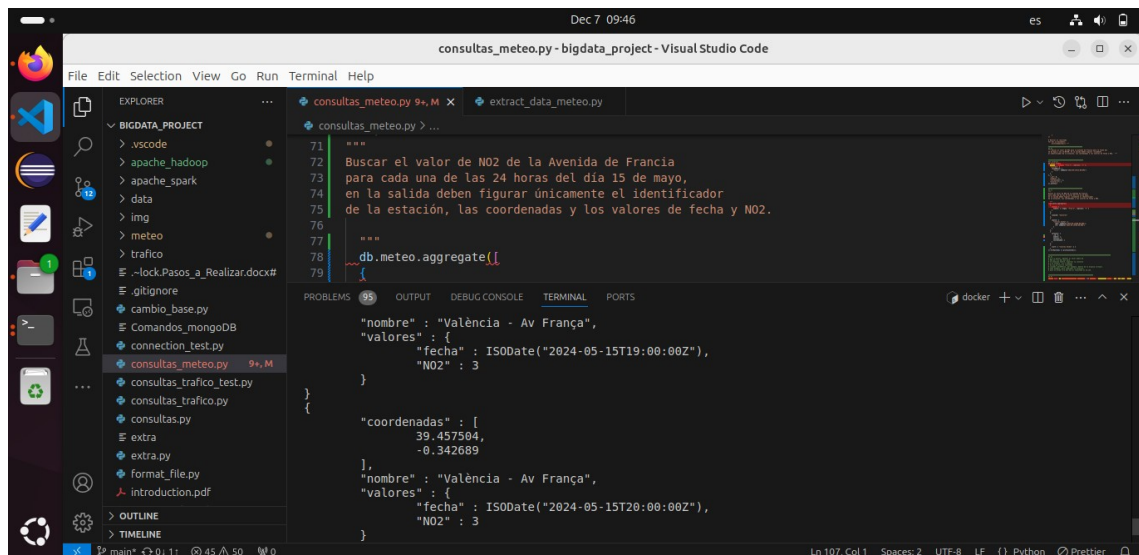 Dec 7 09:46
es
consultas_meteo.py - bigdata_project - Visual Studio Code
File Edit Selection View Go Run Terminal Help
EXPLORER
BIGDATA_PROJECT
.vscode
apache_hadoop
apache_spark
data
img
meteo
trafico
.~lock.Pasos_a_Realizar.docx#
.gitignore
cambio_base.py
Comandos_mongoDB
connection_test.py
consultas_meteo.py 9+, M
consultas_trafico_test.py
consultas_trafico.py
consultas.py
extra
extra.py
format_file.py
introduction.pdf
OUTLINE
TIMELINE
12
1
1
consultas_meteo.py 9+, M
extract_data_meteo.py
consultas_meteo.py > ...
71 """
72 Buscar el valor de NO2 de la Avenida de Francia
73 para cada una de las 24 horas del día 15 de mayo,
74 en la salida deben figurar únicamente el identificador
75 de la estación, las coordenadas y los valores de fecha y NO2.
76
77 """
78 db.meteo.aggregate([
79 {
PROBLEMS 95 OUTPUT DEBUG CONSOLE TERMINAL PORTS
docker
"nombre" : "València - Av França",
"valores" : {
"fecha" : ISODate("2024-05-15T19:00:00Z"),
"NO2" : 3
}
}
{
"coordenadas" : [
39.457504,
-0.342689
],
"nombre" : "València - Av França",
"valores" : {
"fecha" : ISODate("2024-05-15T20:00:00Z"),
"NO2" : 3
}
main* 0↓ 1↑ 45 50 0
Ln 107, Col 1 Spaces: 2 UTF-8 LF {} Python Prettier